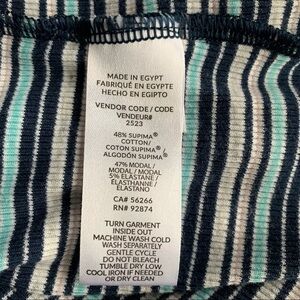 MADE IN EGYPT
FABRIQUÉ EN EGYPTE
HECHO EN EGIPTO
VENDOR CODE / CODE
VENDEUR#
2523
48% SUPIMA®
COTTON/
COTON SUPIMA® /
ALGODÓN SUPIMA®
47% MODAL/
MODAL / MODAL
5% ELASTANE /
ÉLASTHANNE /
ELASTANO
CA# 56266
RN# 92874
TURN GARMENT
INSIDE OUT
MACHINE WASH COLD
WASH SEPARATELY
GENTLE CYCLE
DO NOT BLEACH
TUMBLE DRY LOW
COOL IRON IF NEEDED
OR DRY CLEAN